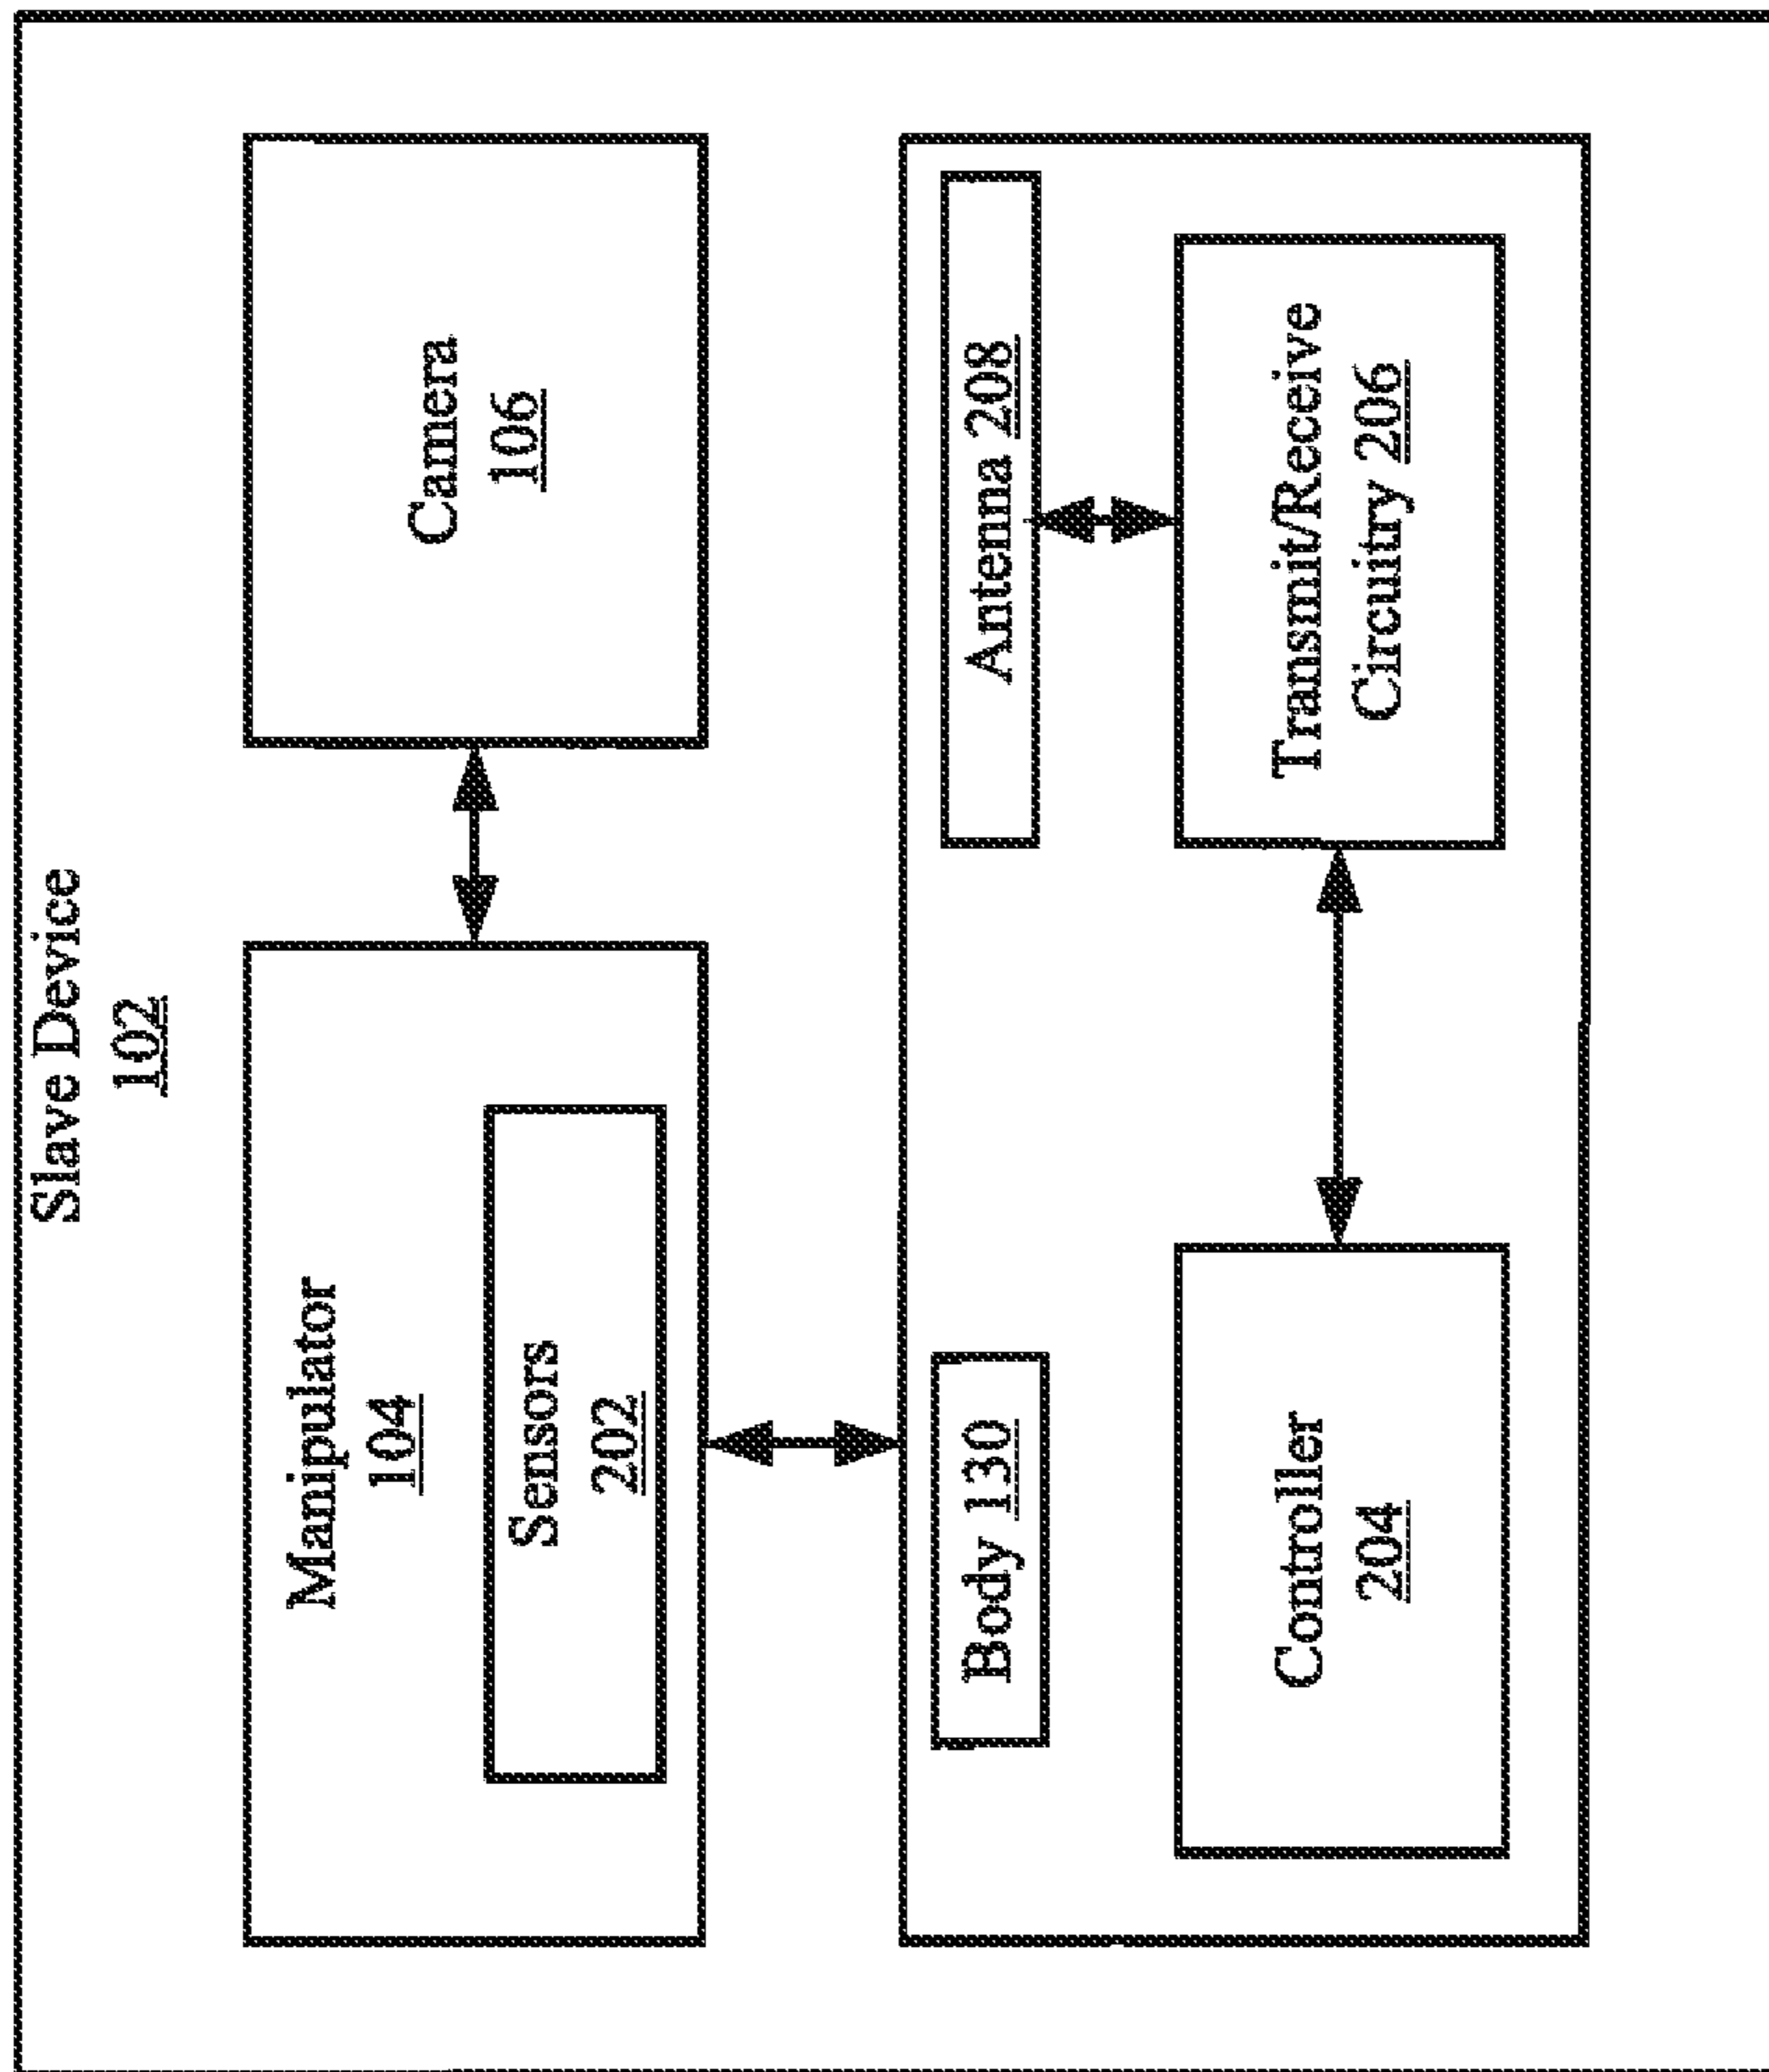 Slave Device
102
Manipulator
104
Sensors
202
Camera
106
Body 130
Antenna 208
Controller
204
Transmit/Receive
Circuitry 206